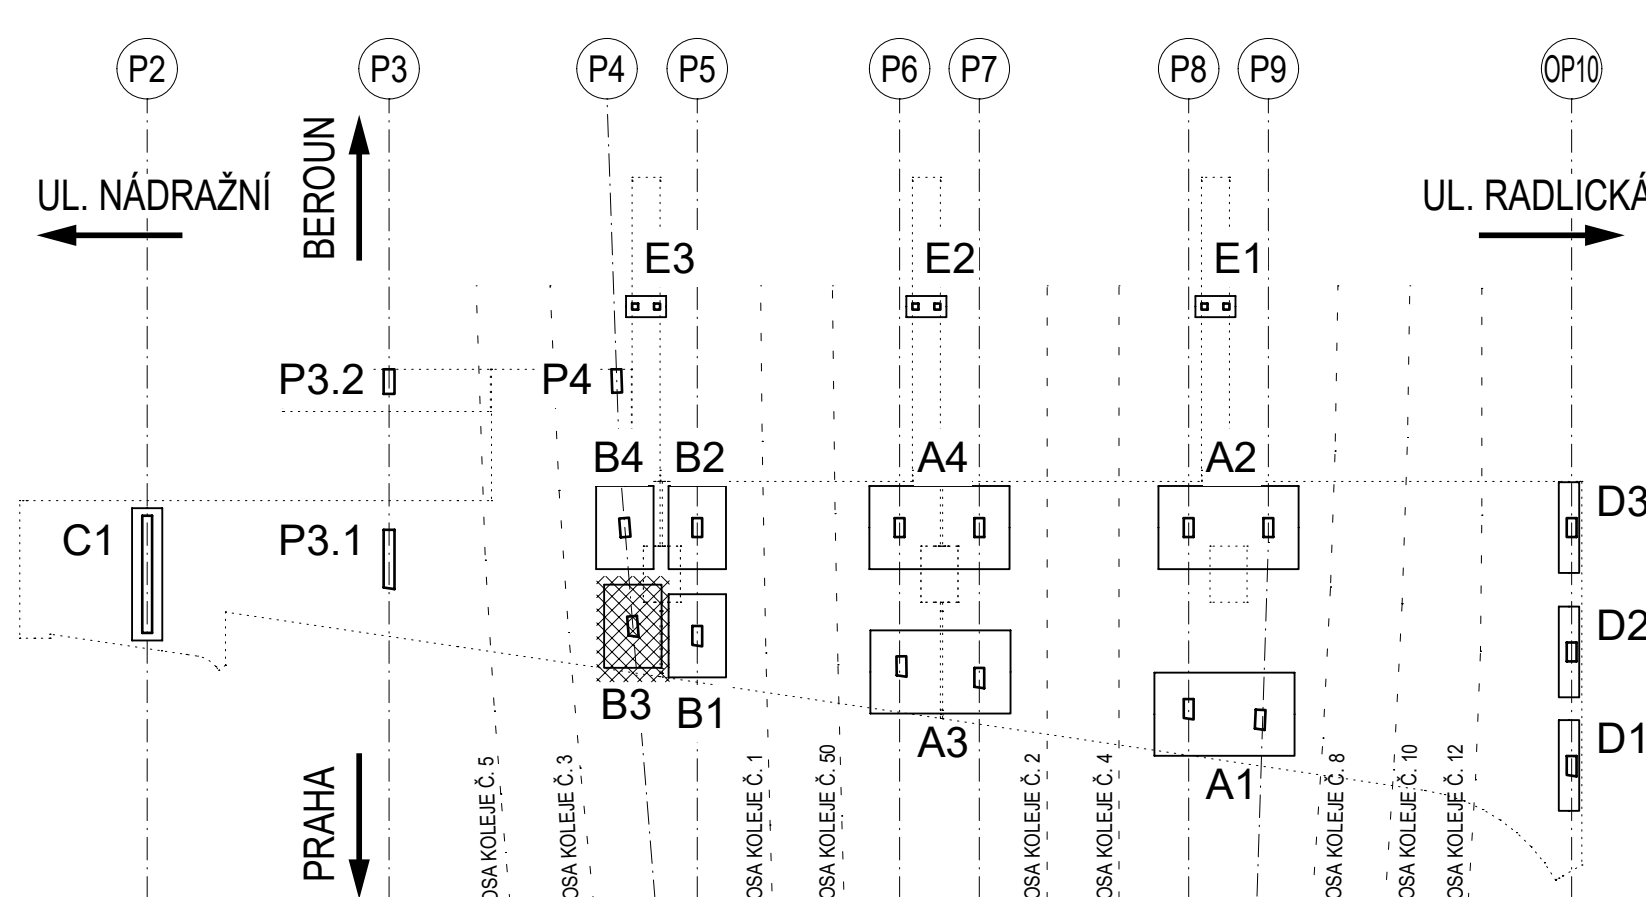 P2 P3 P4 P5 P6 P7 P8 P9 OP10
BEROUN
UL. NÁDRAŽNÍ
UL. RADLICKÁ
E3 E2 E1
P3.2 P4
B4 B2 A4 A2
D3
C1 P3.1
D2
B3 B1
A3
D1
A1
PRAHA
OSA KOLEJE Č. 5
OSA KOLEJE Č. 3
OSA KOLEJE Č. 1
OSA KOLEJE Č. 50
OSA KOLEJE Č. 2
OSA KOLEJE Č. 4
OSA KOLEJE Č. 8
OSA KOLEJE Č. 10
OSA KOLEJE Č. 12